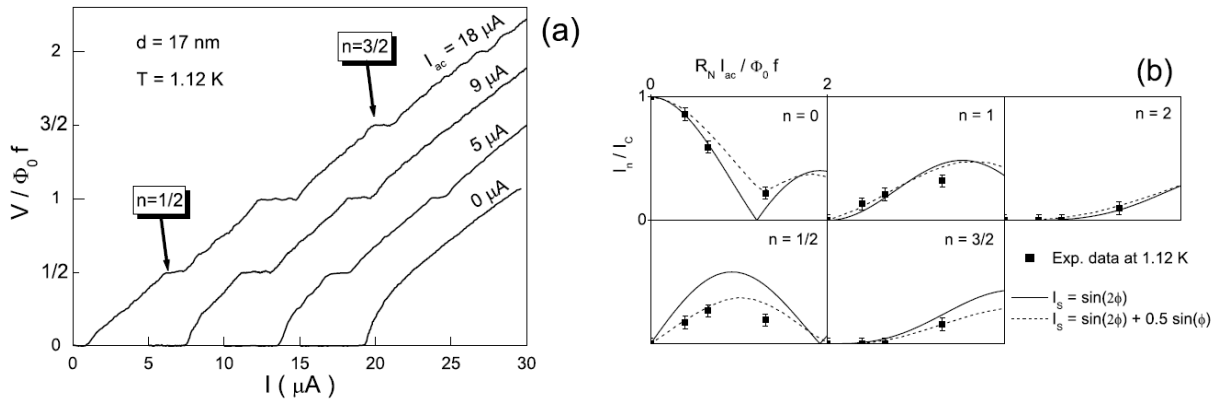 (a)
d = 17 nm
T = 1.12 K
n=1/2
n=3/2
I_ac = 18 μA
9 μA
5 μA
0 μA
V / Φ_0 f
2
3/2
1
1/2
0
0 5 10 15 20 25 30
I ( μA )
(b)
R_N I_ac / Φ_0 f
0 2
I_n / I_C
1
0
n = 0
n = 1
n = 2
n = 1/2
n = 3/2
Exp. data at 1.12 K
I_S = sin(2ϕ)
I_S = sin(2ϕ) + 0.5 sin(ϕ)